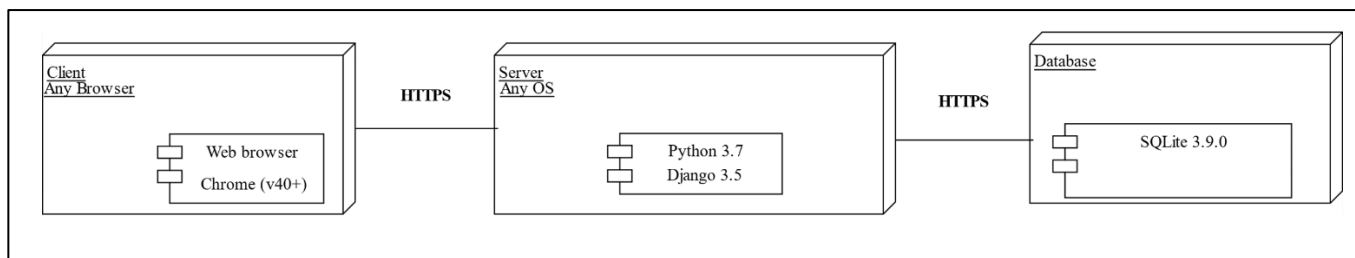 Client
Any Browser
Web browser
Chrome (v40+)
HTTPS
Server
Any OS
Python 3.7
Django 3.5
HTTPS
Database
SQLite 3.9.0